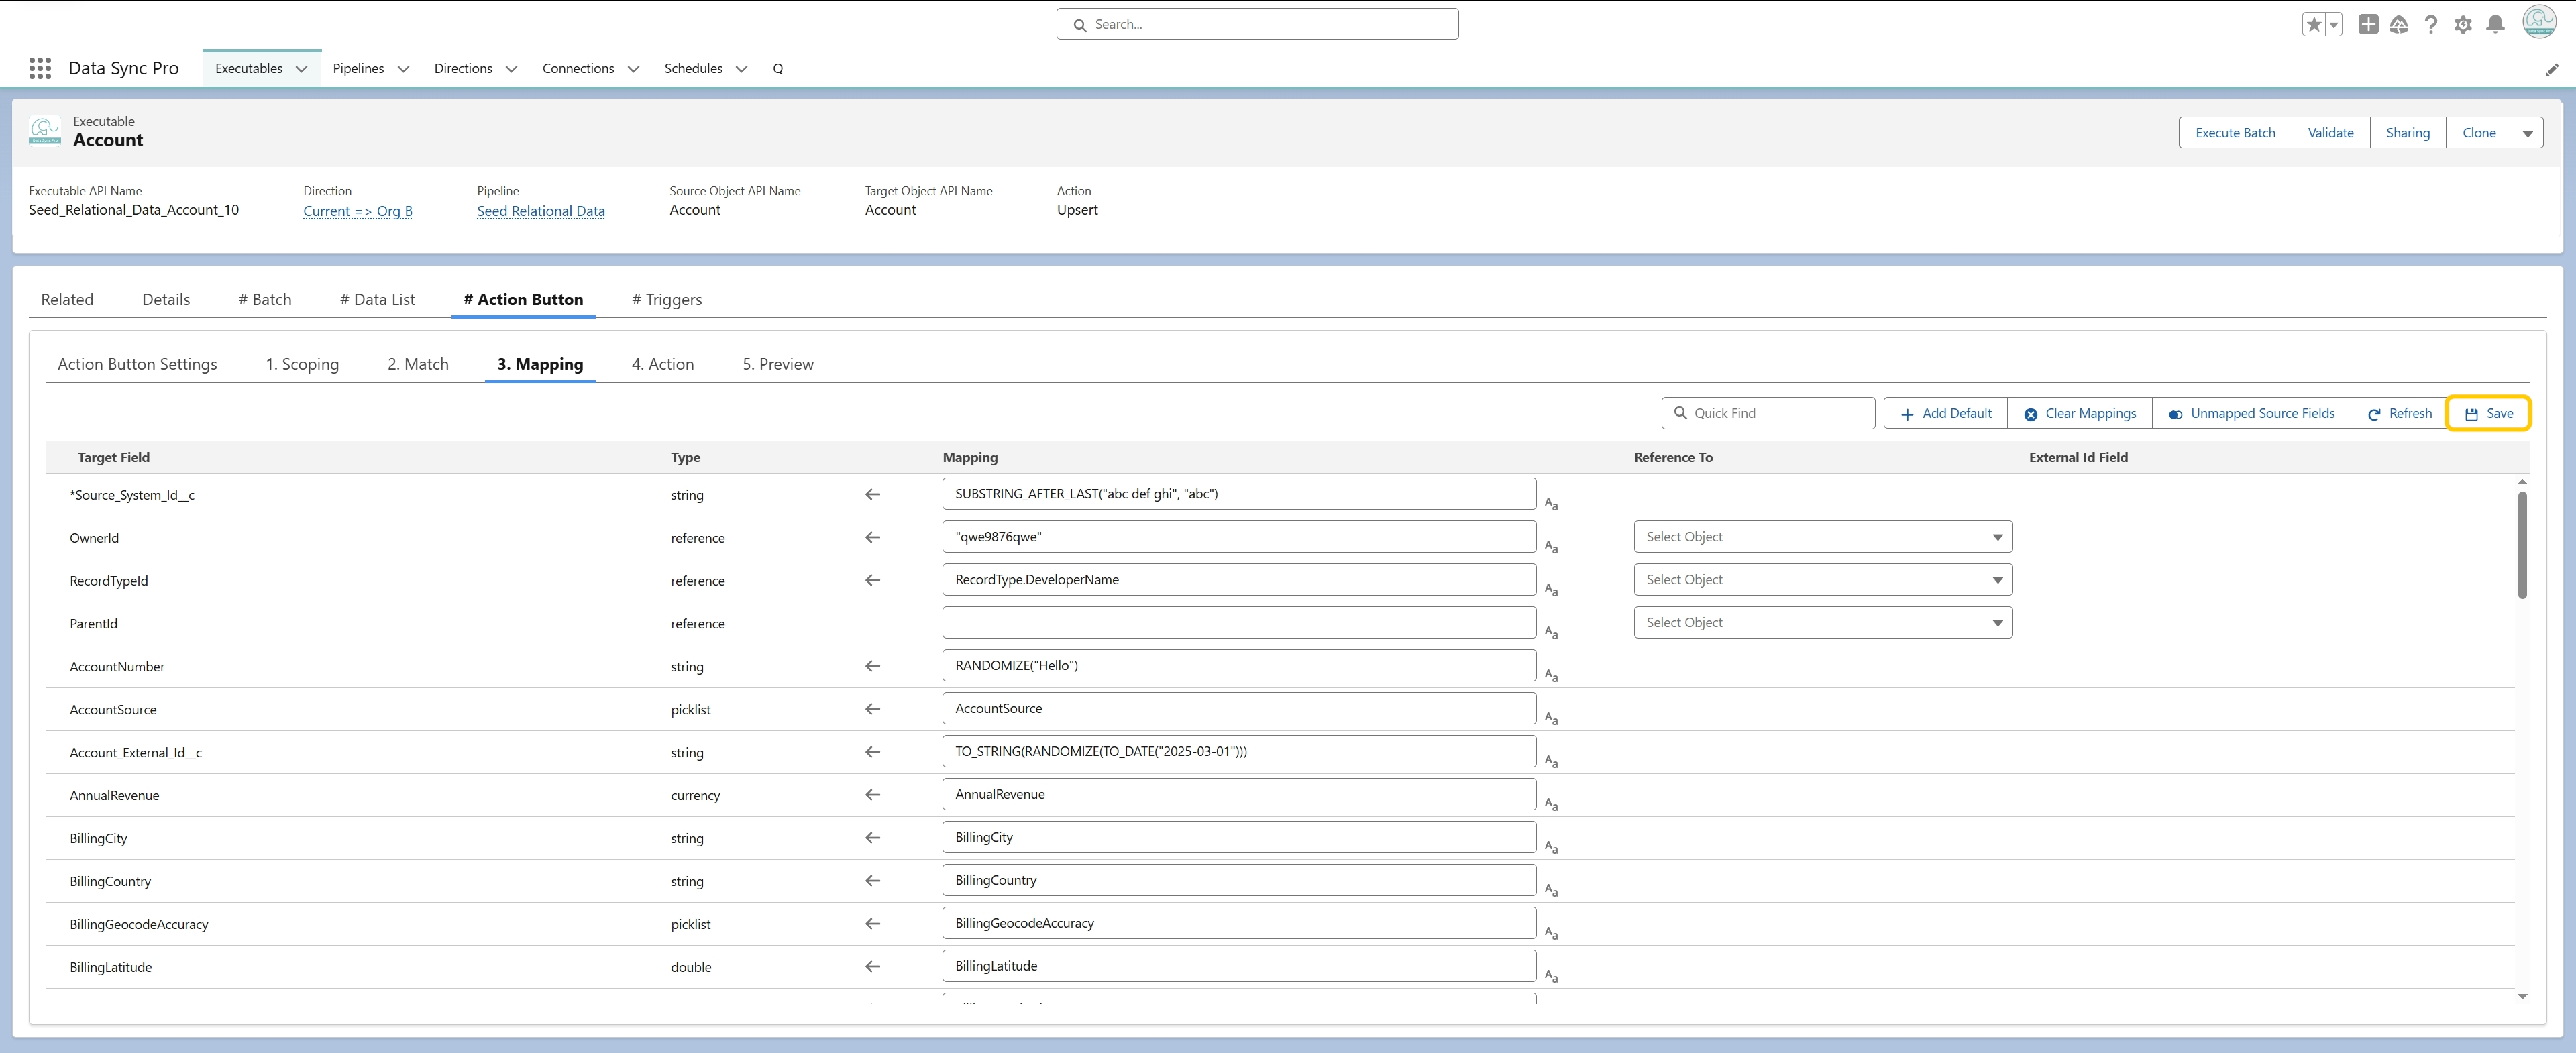 Search...
Data Sync Pro Executables Pipelines Directions Connections Schedules Q
Executable
Account
Execute Batch Validate Sharing Clone
Executable API Name Direction Pipeline Source Object API Name Target Object API Name Action
Seed_Relational_Data_Account_10 Current => Org B Seed Relational Data Account Account Upsert
Related Details # Batch # Data List # Action Button # Triggers
Action Button Settings 1. Scoping 2. Match 3. Mapping 4. Action 5. Preview
Quick Find Add Default Clear Mappings Unmapped Source Fields Refresh Save
Target Field Type Mapping Reference To External Id Field
*Source_System_Id__c string SUBSTRING_AFTER_LAST("abc def ghi", "abc") Aa
OwnerId reference "qwe9876qwe" Aa Select Object
RecordTypeId reference RecordType.DeveloperName Aa Select Object
ParentId reference Aa Select Object
AccountNumber string RANDOMIZE("Hello") Aa
AccountSource picklist AccountSource Aa
Account_External_Id__c string TO_STRING(RANDOMIZE(TO_DATE("2025-03-01"))) Aa
AnnualRevenue currency AnnualRevenue Aa
BillingCity string BillingCity Aa
BillingCountry string BillingCountry Aa
BillingGeocodeAccuracy picklist BillingGeocodeAccuracy Aa
BillingLatitude double BillingLatitude Aa